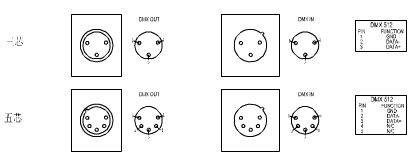 三芯
DMX OUT
DMX IN
DMX 512
PIN FUNCTION
1 GND
2 DATA-
3 DATA+
五芯
DMX OUT
DMX IN
DMX 512
PIN FUNCTION
1 GND
2 DATA-
3 DATA+
4 N/C
5 N/C